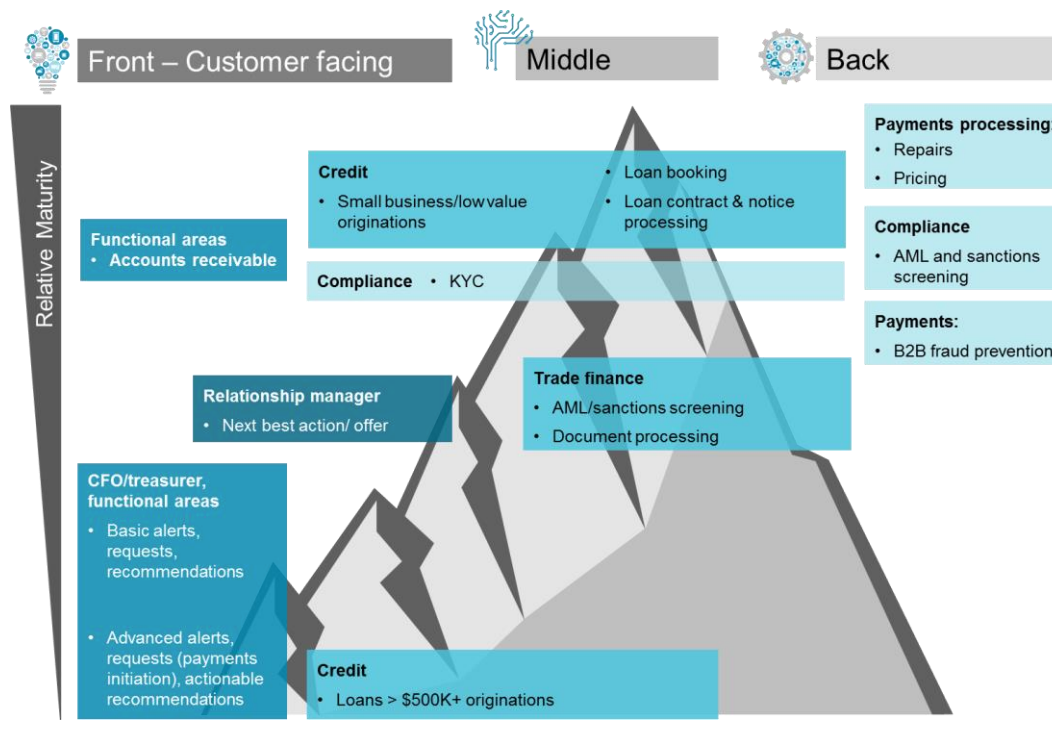 Front – Customer facing
Middle
Back
Relative Maturity
Payments processing:
• Repairs
• Pricing
Credit
• Small business/low value
originations
• Loan booking
• Loan contract & notice
processing
Functional areas
• Accounts receivable
Compliance
• AML and sanctions
screening
Compliance • KYC
Payments:
• B2B fraud prevention
Trade finance
• AML/sanctions screening
• Document processing
Relationship manager
• Next best action/ offer
CFO/treasurer,
functional areas
• Basic alerts,
requests,
recommendations
• Advanced alerts,
requests (payments
initiation), actionable
recommendations
Credit
• Loans > $500K+ originations